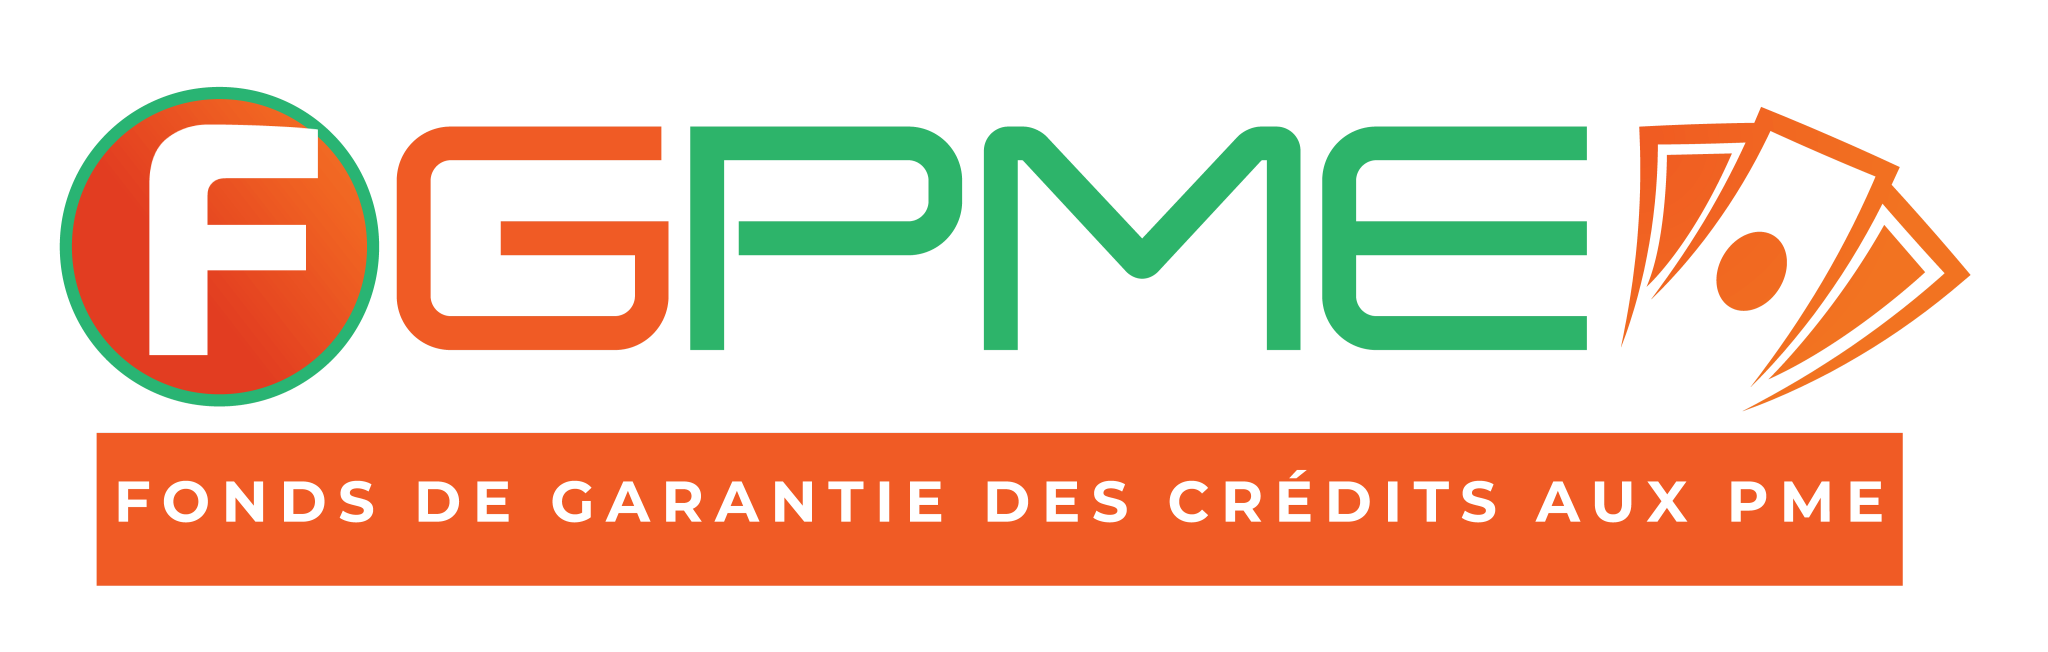 FGPME
FONDS DE GARANTIE DES CRÉDITS AUX PME